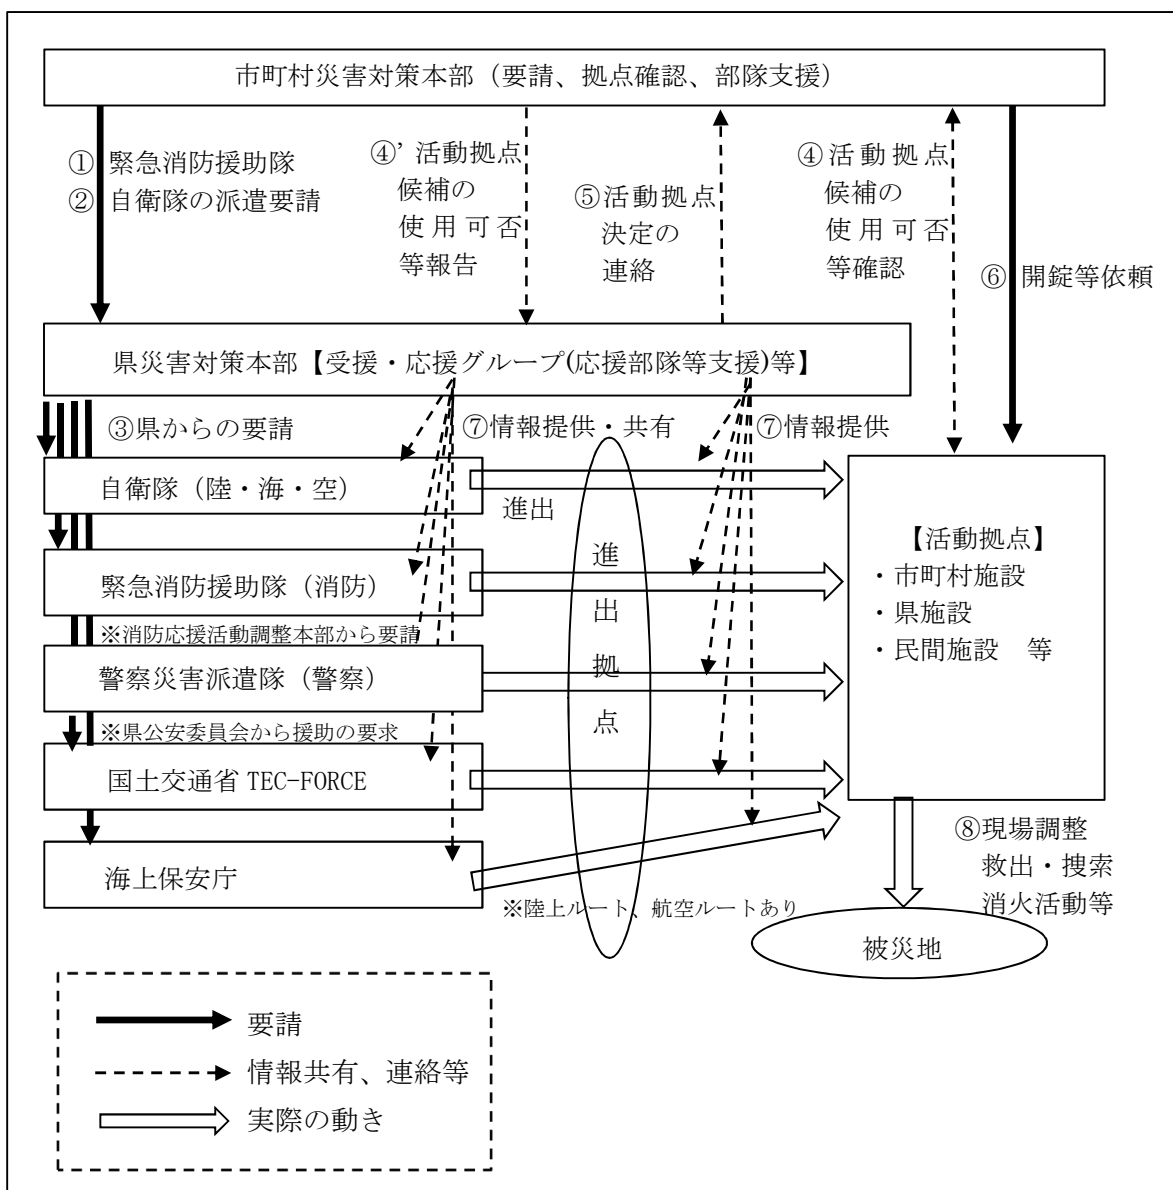 市町村災害対策本部（要請、拠点確認、部隊支援）
① 緊急消防援助隊
② 自衛隊の派遣要請
④’活動拠点
候補の
使用可否
等報告
⑤活動拠点
決定の
連絡
④活動拠点
候補の
使用可否
等確認
⑥ 開錠等依頼
県災害対策本部【受援・応援グループ(応援部隊等支援)等】
③県からの要請
⑦情報提供・共有
⑦情報提供
自衛隊（陸・海・空）
進出
緊急消防援助隊（消防）
※消防応援活動調整本部から要請
警察災害派遣隊（警察）
※県公安委員会から援助の要求
国土交通省 TEC-FORCE
海上保安庁
※陸上ルート、航空ルートあり
進出拠点
【活動拠点】
・市町村施設
・県施設
・民間施設　等
⑧現場調整
救出・捜索
消火活動等
被災地
要請
情報共有、連絡等
実際の動き